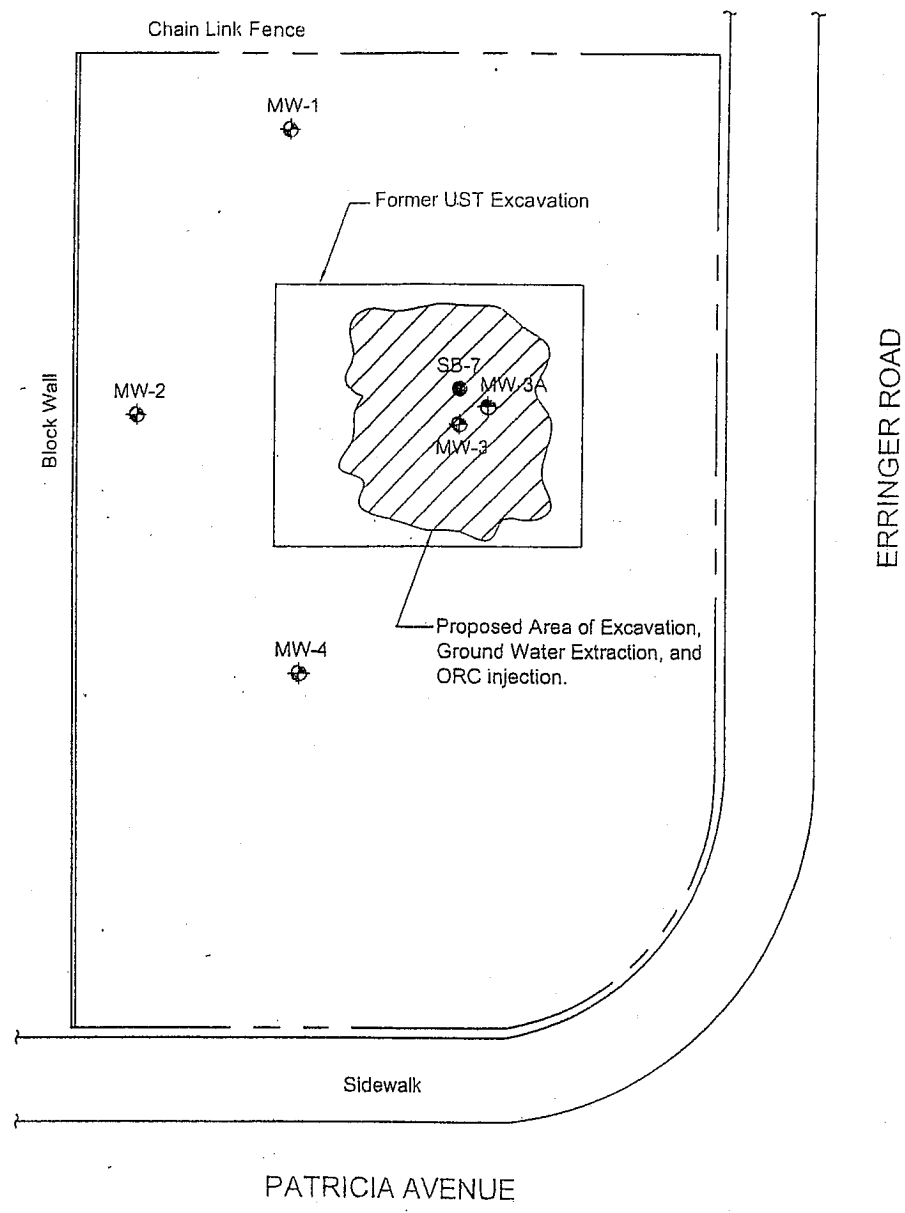 Chain Link Fence
MW-1
Former UST Excavation
SB-7
MW-3A
MW-2
MW-3
Block Wall
ERRINGER ROAD
Proposed Area of Excavation,
Ground Water Extraction, and
ORC injection.
MW-4
Sidewalk
PATRICIA AVENUE